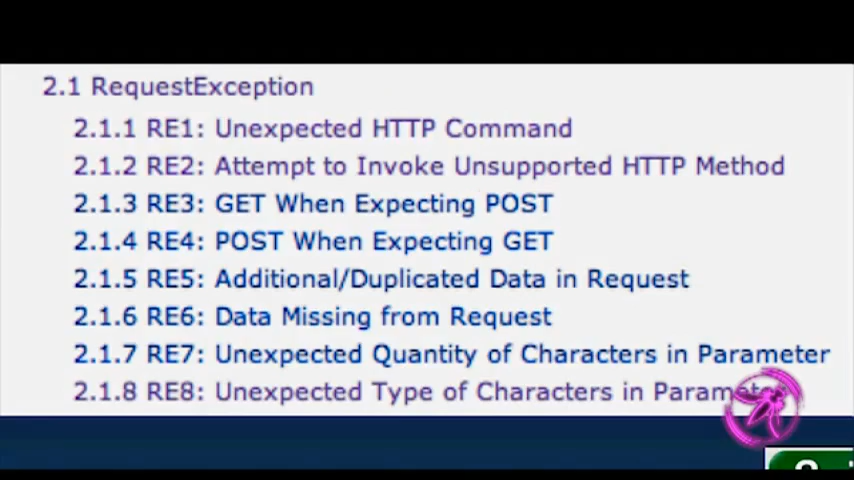 2.1 RequestException
2.1.1 RE1: Unexpected HTTP Command
2.1.2 RE2: Attempt to Invoke Unsupported HTTP Method
2.1.3 RE3: GET When Expecting POST
2.1.4 RE4: POST When Expecting GET
2.1.5 RE5: Additional/Duplicated Data in Request
2.1.6 RE6: Data Missing from Request
2.1.7 RE7: Unexpected Quantity of Characters in Parameter
2.1.8 RE8: Unexpected Type of Characters in Parameter